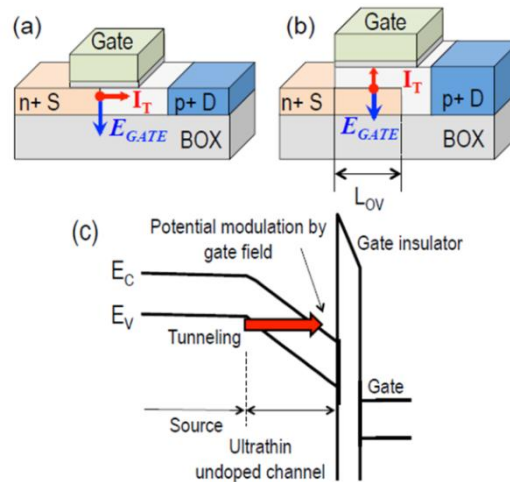 (a)
Gate
n+ S
I_T
p+ D
E_GATE
BOX
(b)
Gate
n+ S
I_T
p+ D
E_GATE
BOX
L_OV
(c)
Potential modulation by
gate field
Gate insulator
E_C
E_V
Tunneling
Gate
Source
Ultrathin
undoped channel